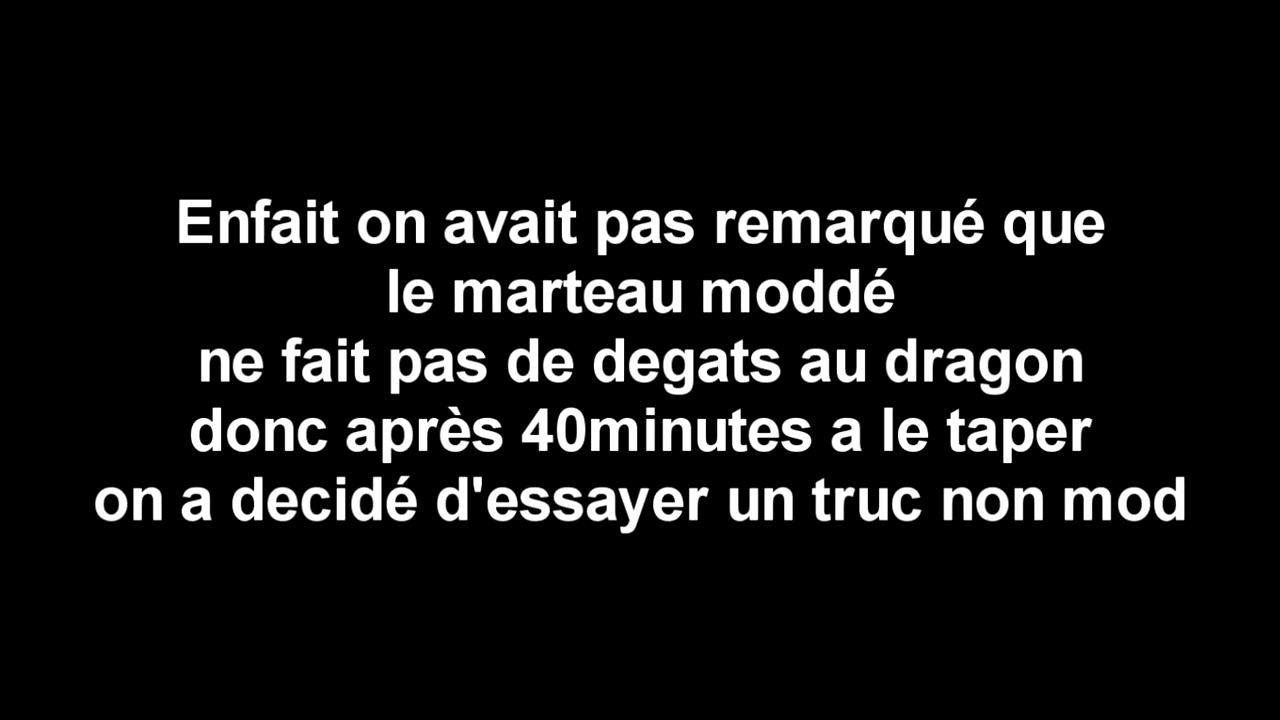 Enfait on avait pas remarqué que
le marteau moddé
ne fait pas de degats au dragon
donc après 40minutes a le taper
on a decidé d'essayer un truc non mod